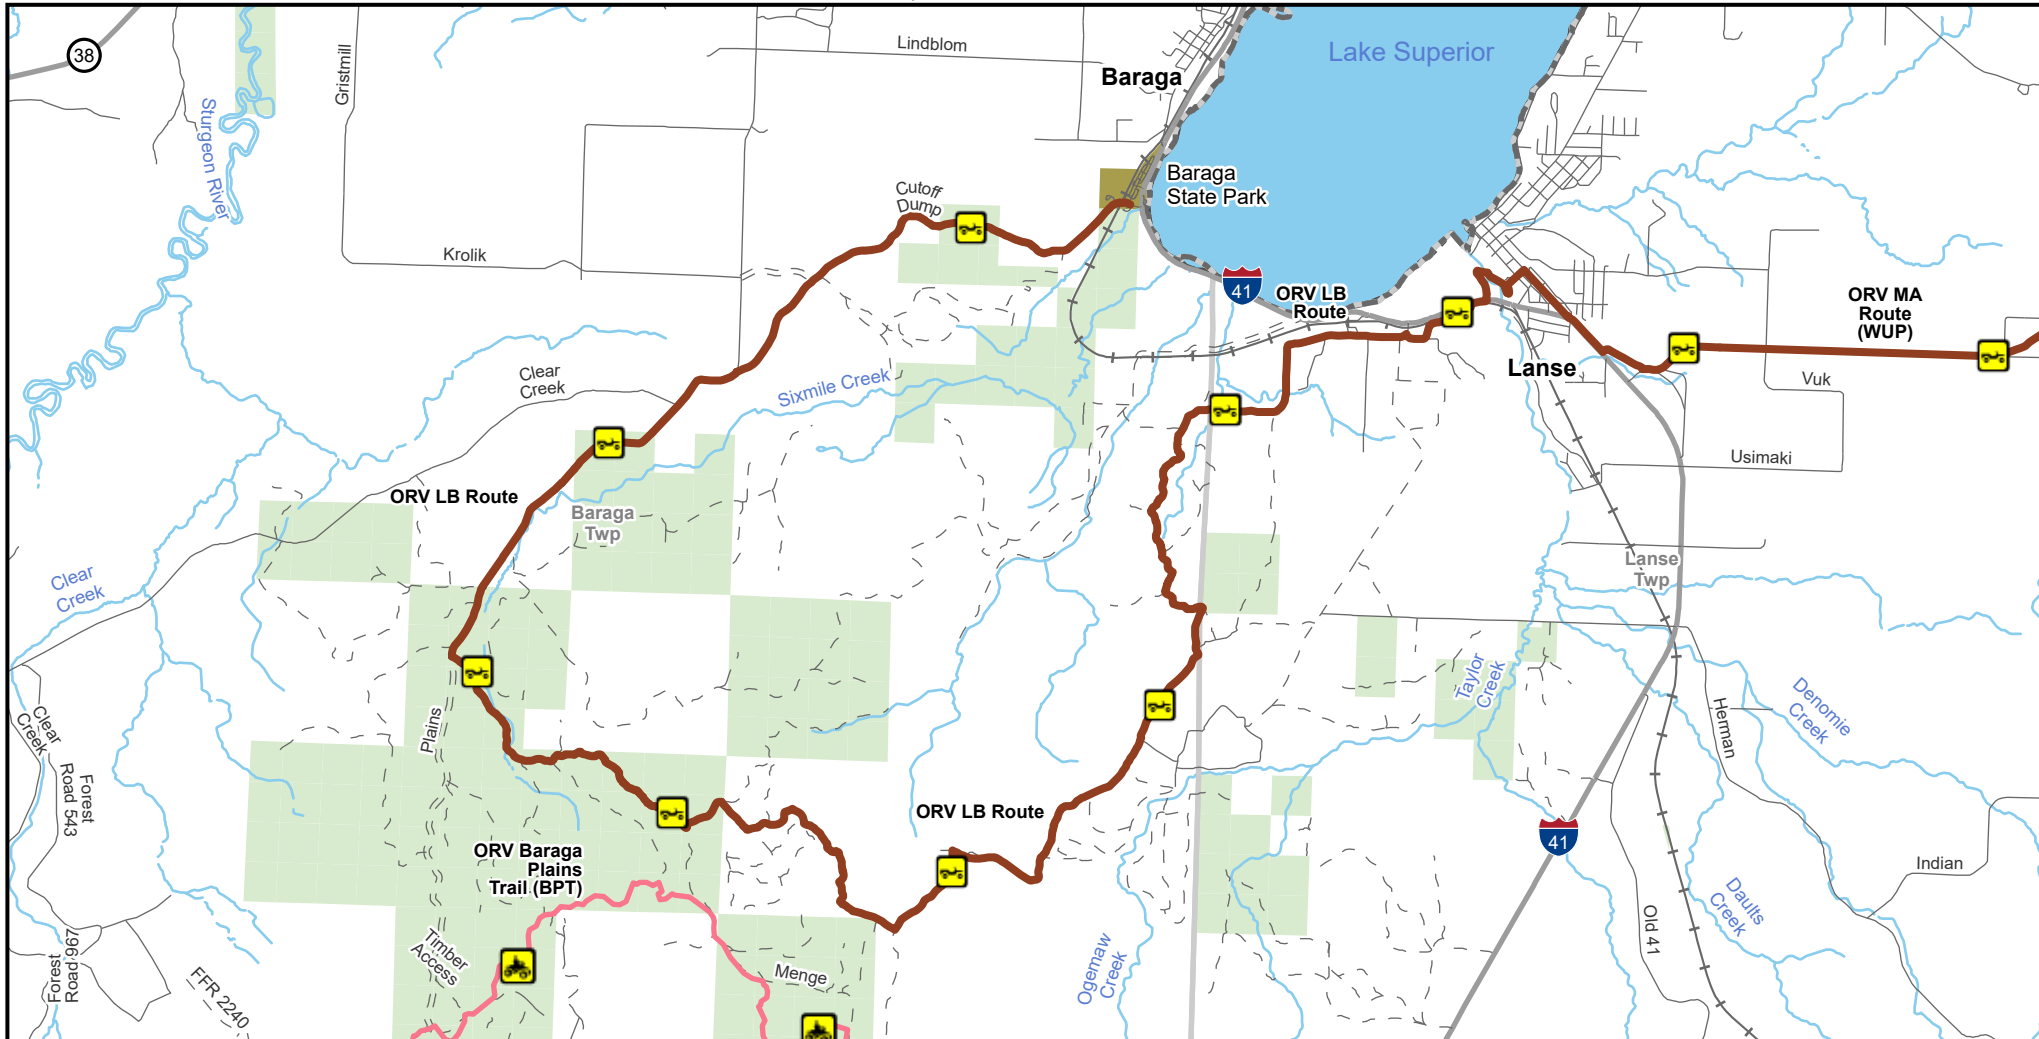 38
Lindblom
Gristmill
Baraga
Lake Superior
Sturgeon River
Baraga
State Park
Cutoff
Dump
Krolik
41
ORV LB
Route
ORV MA
Route
(WUP)
Lanse
Vuk
Clear
Creek
Sixmile Creek
Usimaki
ORV LB Route
Baraga
Twp
Lanse
Twp
Clear
Creek
Taylor
Creek
Denomie
Creek
Herman
Clear
Creek
Plains
Forest
Road 543
ORV LB Route
41
ORV Baraga
Plains
Trail (BPT)
Indian
Daults
Creek
Old 41
Timber
Access
Menge
Ogemaw
Creek
Forest
Road 967
FFR 2240